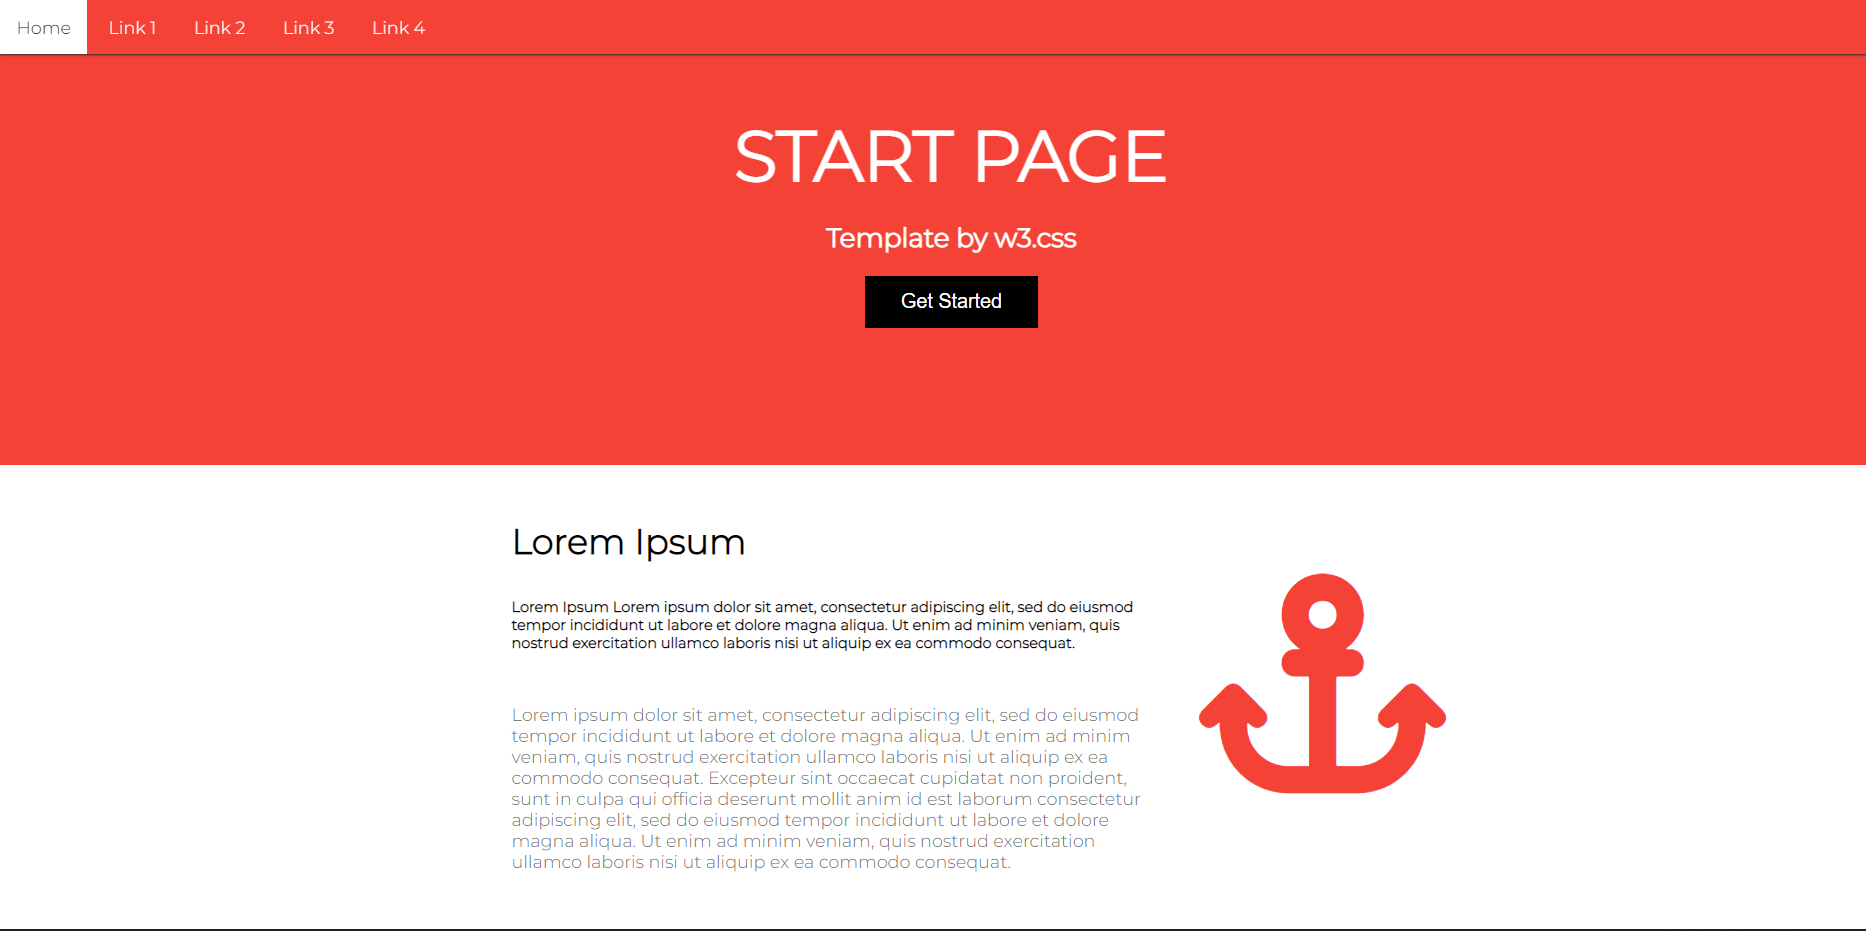 Home Link 1 Link 2 Link 3 Link 4
START PAGE
Template by w3.css
Get Started
Lorem Ipsum
Lorem Ipsum Lorem ipsum dolor sit amet, consectetur adipiscing elit, sed do eiusmod
tempor incididunt ut labore et dolore magna aliqua. Ut enim ad minim veniam, quis
nostrud exercitation ullamco laboris nisi ut aliquip ex ea commodo consequat.
Lorem ipsum dolor sit amet, consectetur adipiscing elit, sed do eiusmod
tempor incididunt ut labore et dolore magna aliqua. Ut enim ad minim
veniam, quis nostrud exercitation ullamco laboris nisi ut aliquip ex ea
commodo consequat. Excepteur sint occaecat cupidatat non proident,
sunt in culpa qui officia deserunt mollit anim id est laborum consectetur
adipiscing elit, sed do eiusmod tempor incididunt ut labore et dolore
magna aliqua. Ut enim ad minim veniam, quis nostrud exercitation
ullamco laboris nisi ut aliquip ex ea commodo consequat.